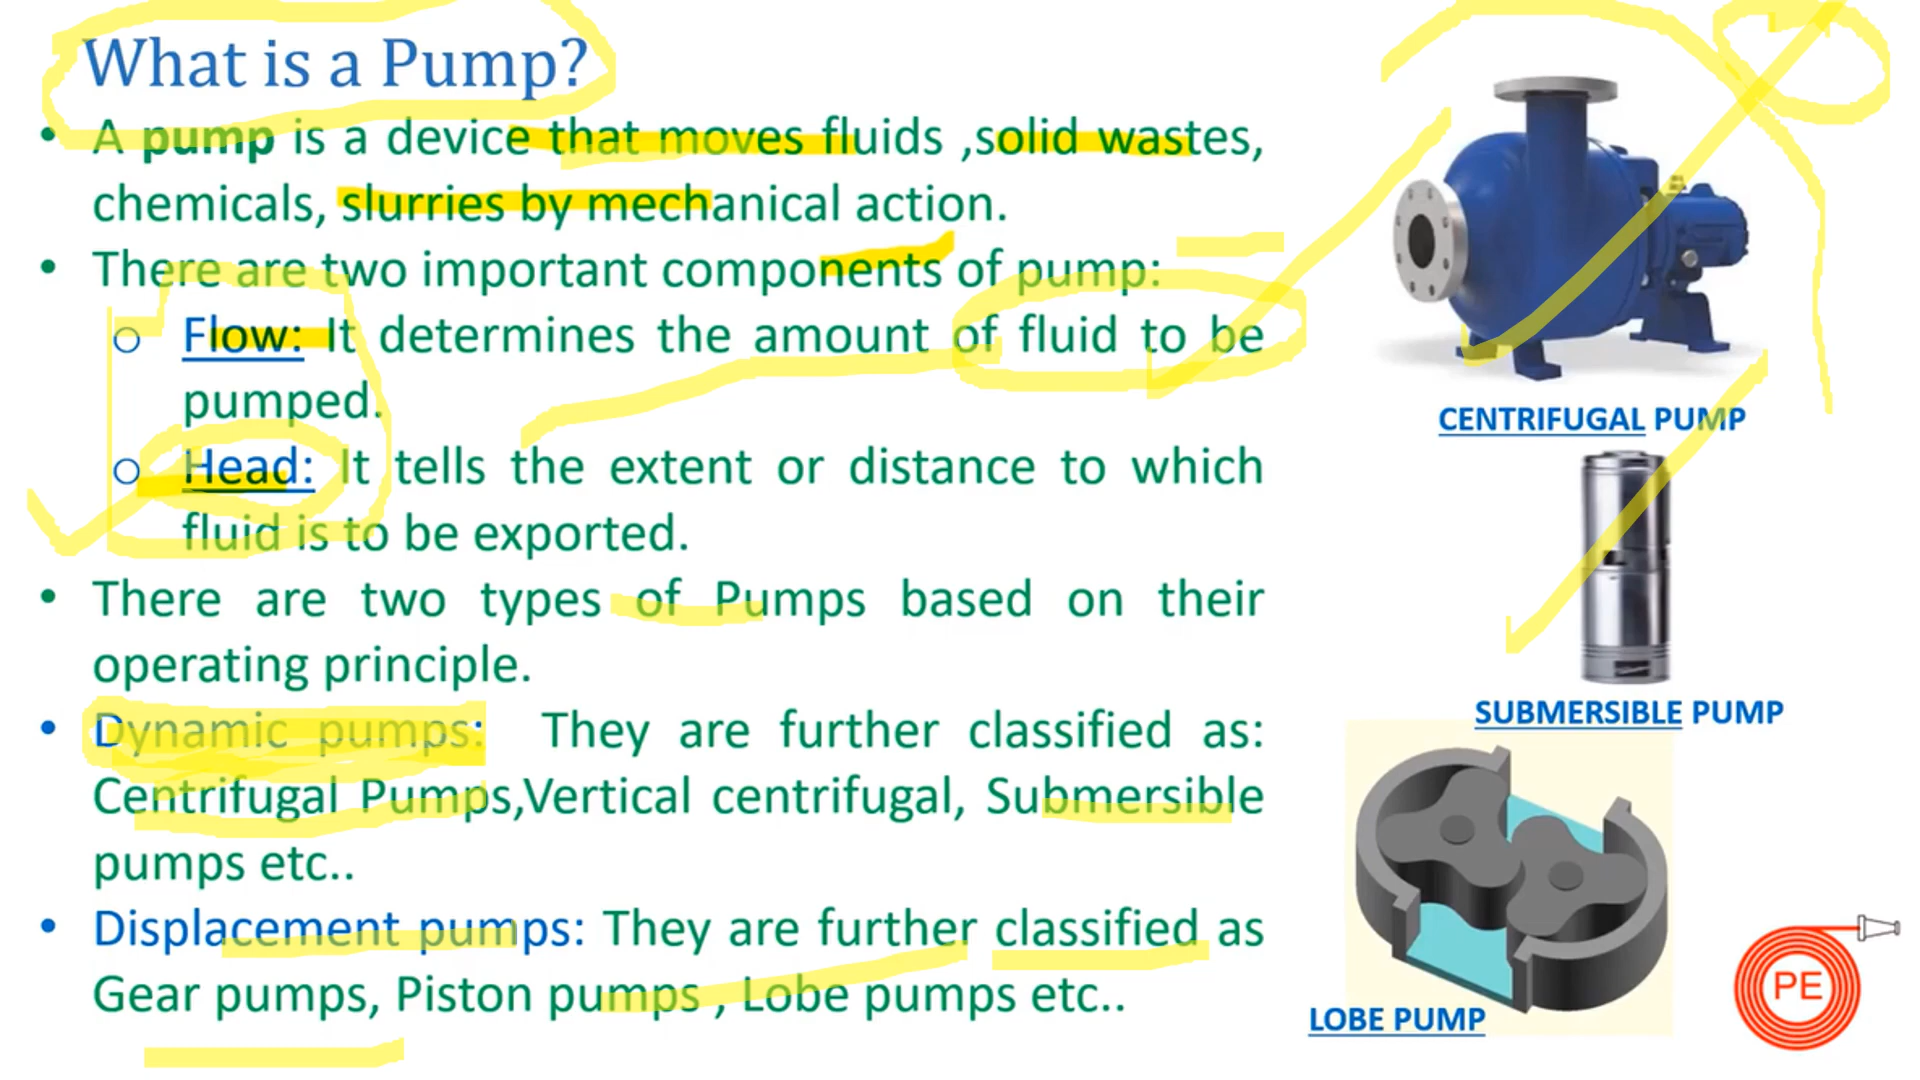 What is a Pump?
• A pump is a device that moves fluids ,solid wastes,
chemicals, slurries by mechanical action.
• There are two important components of pump:
o Flow: It determines the amount of fluid to be
pumped.
o Head: It tells the extent or distance to which
fluid is to be exported.
• There are two types of Pumps based on their
operating principle.
• Dynamic pumps: They are further classified as:
Centrifugal Pumps,Vertical centrifugal, Submersible
pumps etc..
• Displacement pumps: They are further classified as
Gear pumps, Piston pumps , Lobe pumps etc..
CENTRIFUGAL PUMP
SUBMERSIBLE PUMP
LOBE PUMP
PE